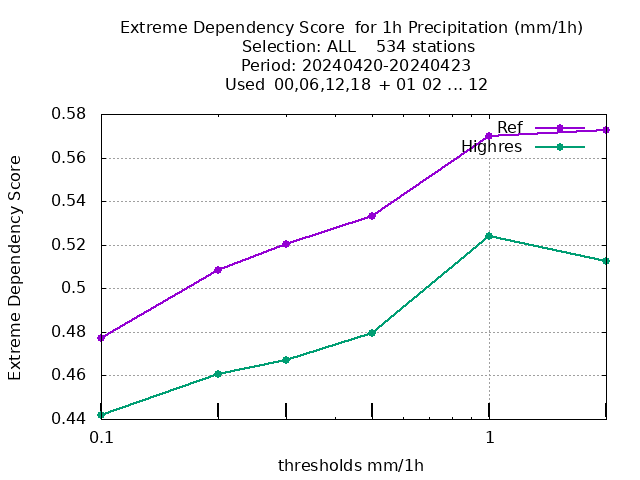 Extreme Dependency Score  for 1h Precipitation (mm/1h)
Selection: ALL    534 stations
Period: 20240420-20240423
Used  00,06,12,18 + 01 02 ... 12
Extreme Dependency Score
0.58
0.56
0.54
0.52
0.5
0.48
0.46
0.44
Ref
Highres
0.1
1
thresholds mm/1h